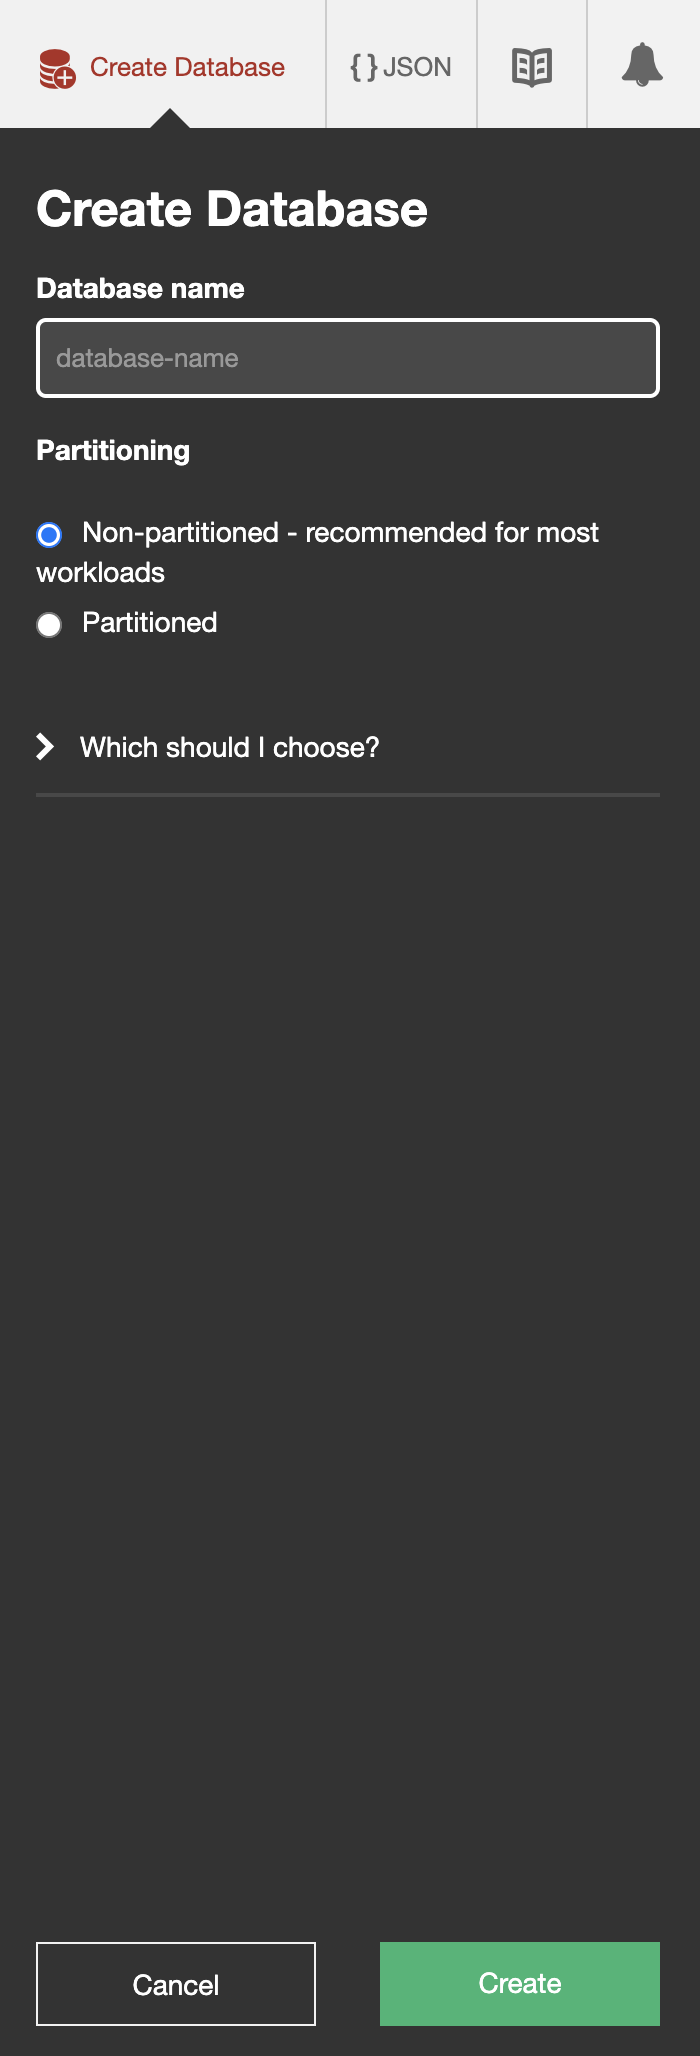 Create Database
{ } JSON
Create Database
Database name
database-name
Partitioning
Non-partitioned - recommended for most
workloads
Partitioned
Which should I choose?
Cancel
Create